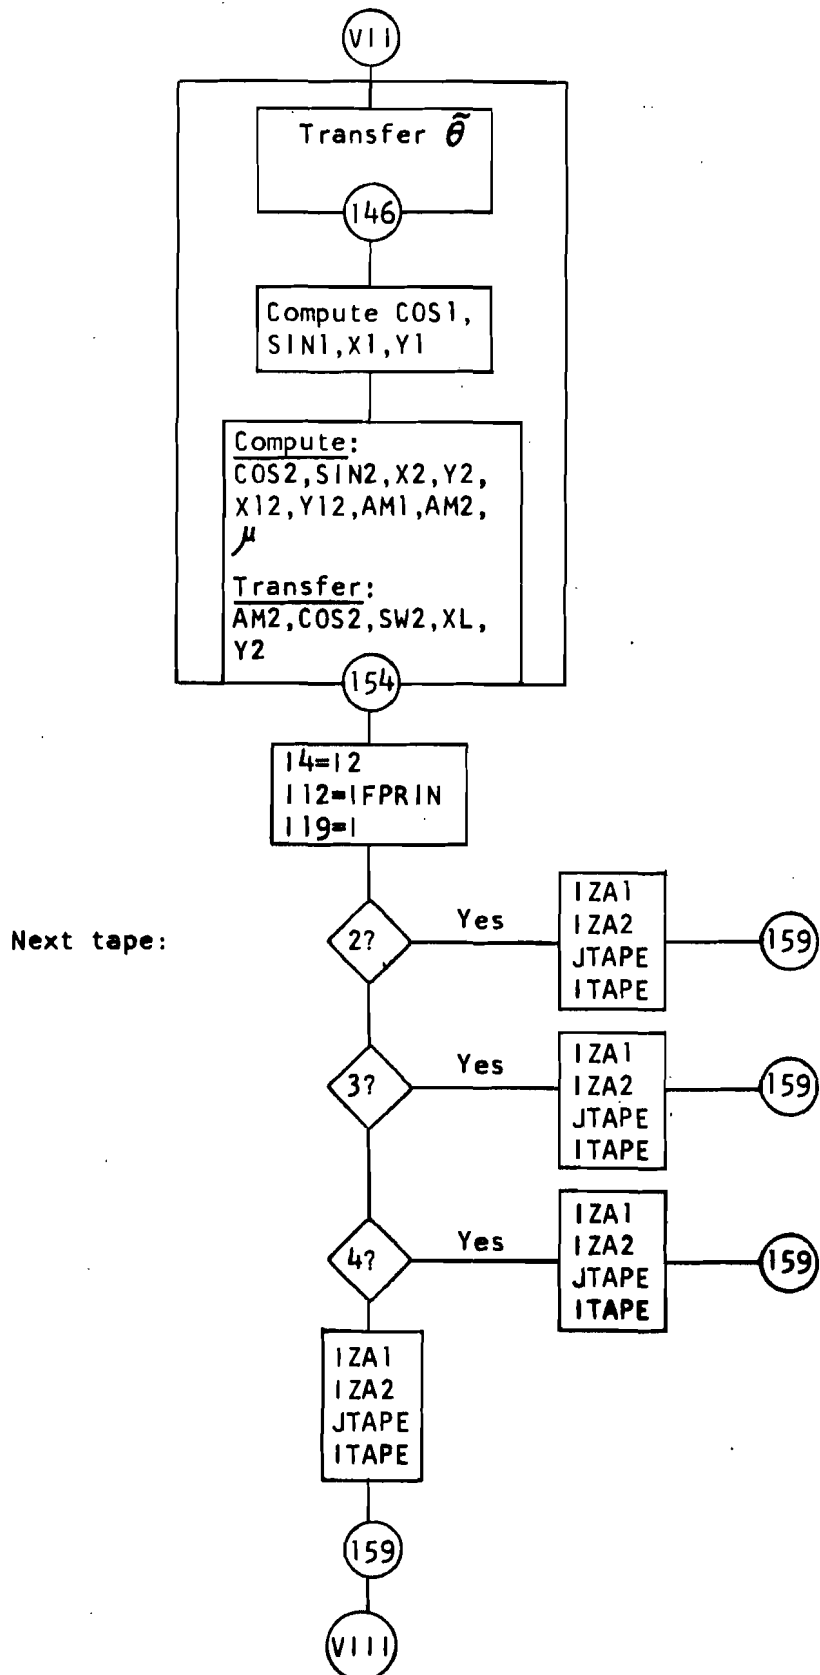 VII
Transfer θ̃
146
Compute COS1,
SIN1,X1,Y1
Compute:
COS2,SIN2,X2,Y2,
X12,Y12,AM1,AM2,
μ
Transfer:
AM2,COS2,SW2,XL,
Y2
154
I4=I2
I12=IFPRIN
I19=1
Next tape:
2?
Yes
IZA1
IZA2
JTAPE
ITAPE
159
3?
Yes
IZA1
IZA2
JTAPE
ITAPE
159
4?
Yes
IZA1
IZA2
JTAPE
ITAPE
159
IZA1
IZA2
JTAPE
ITAPE
159
VIII